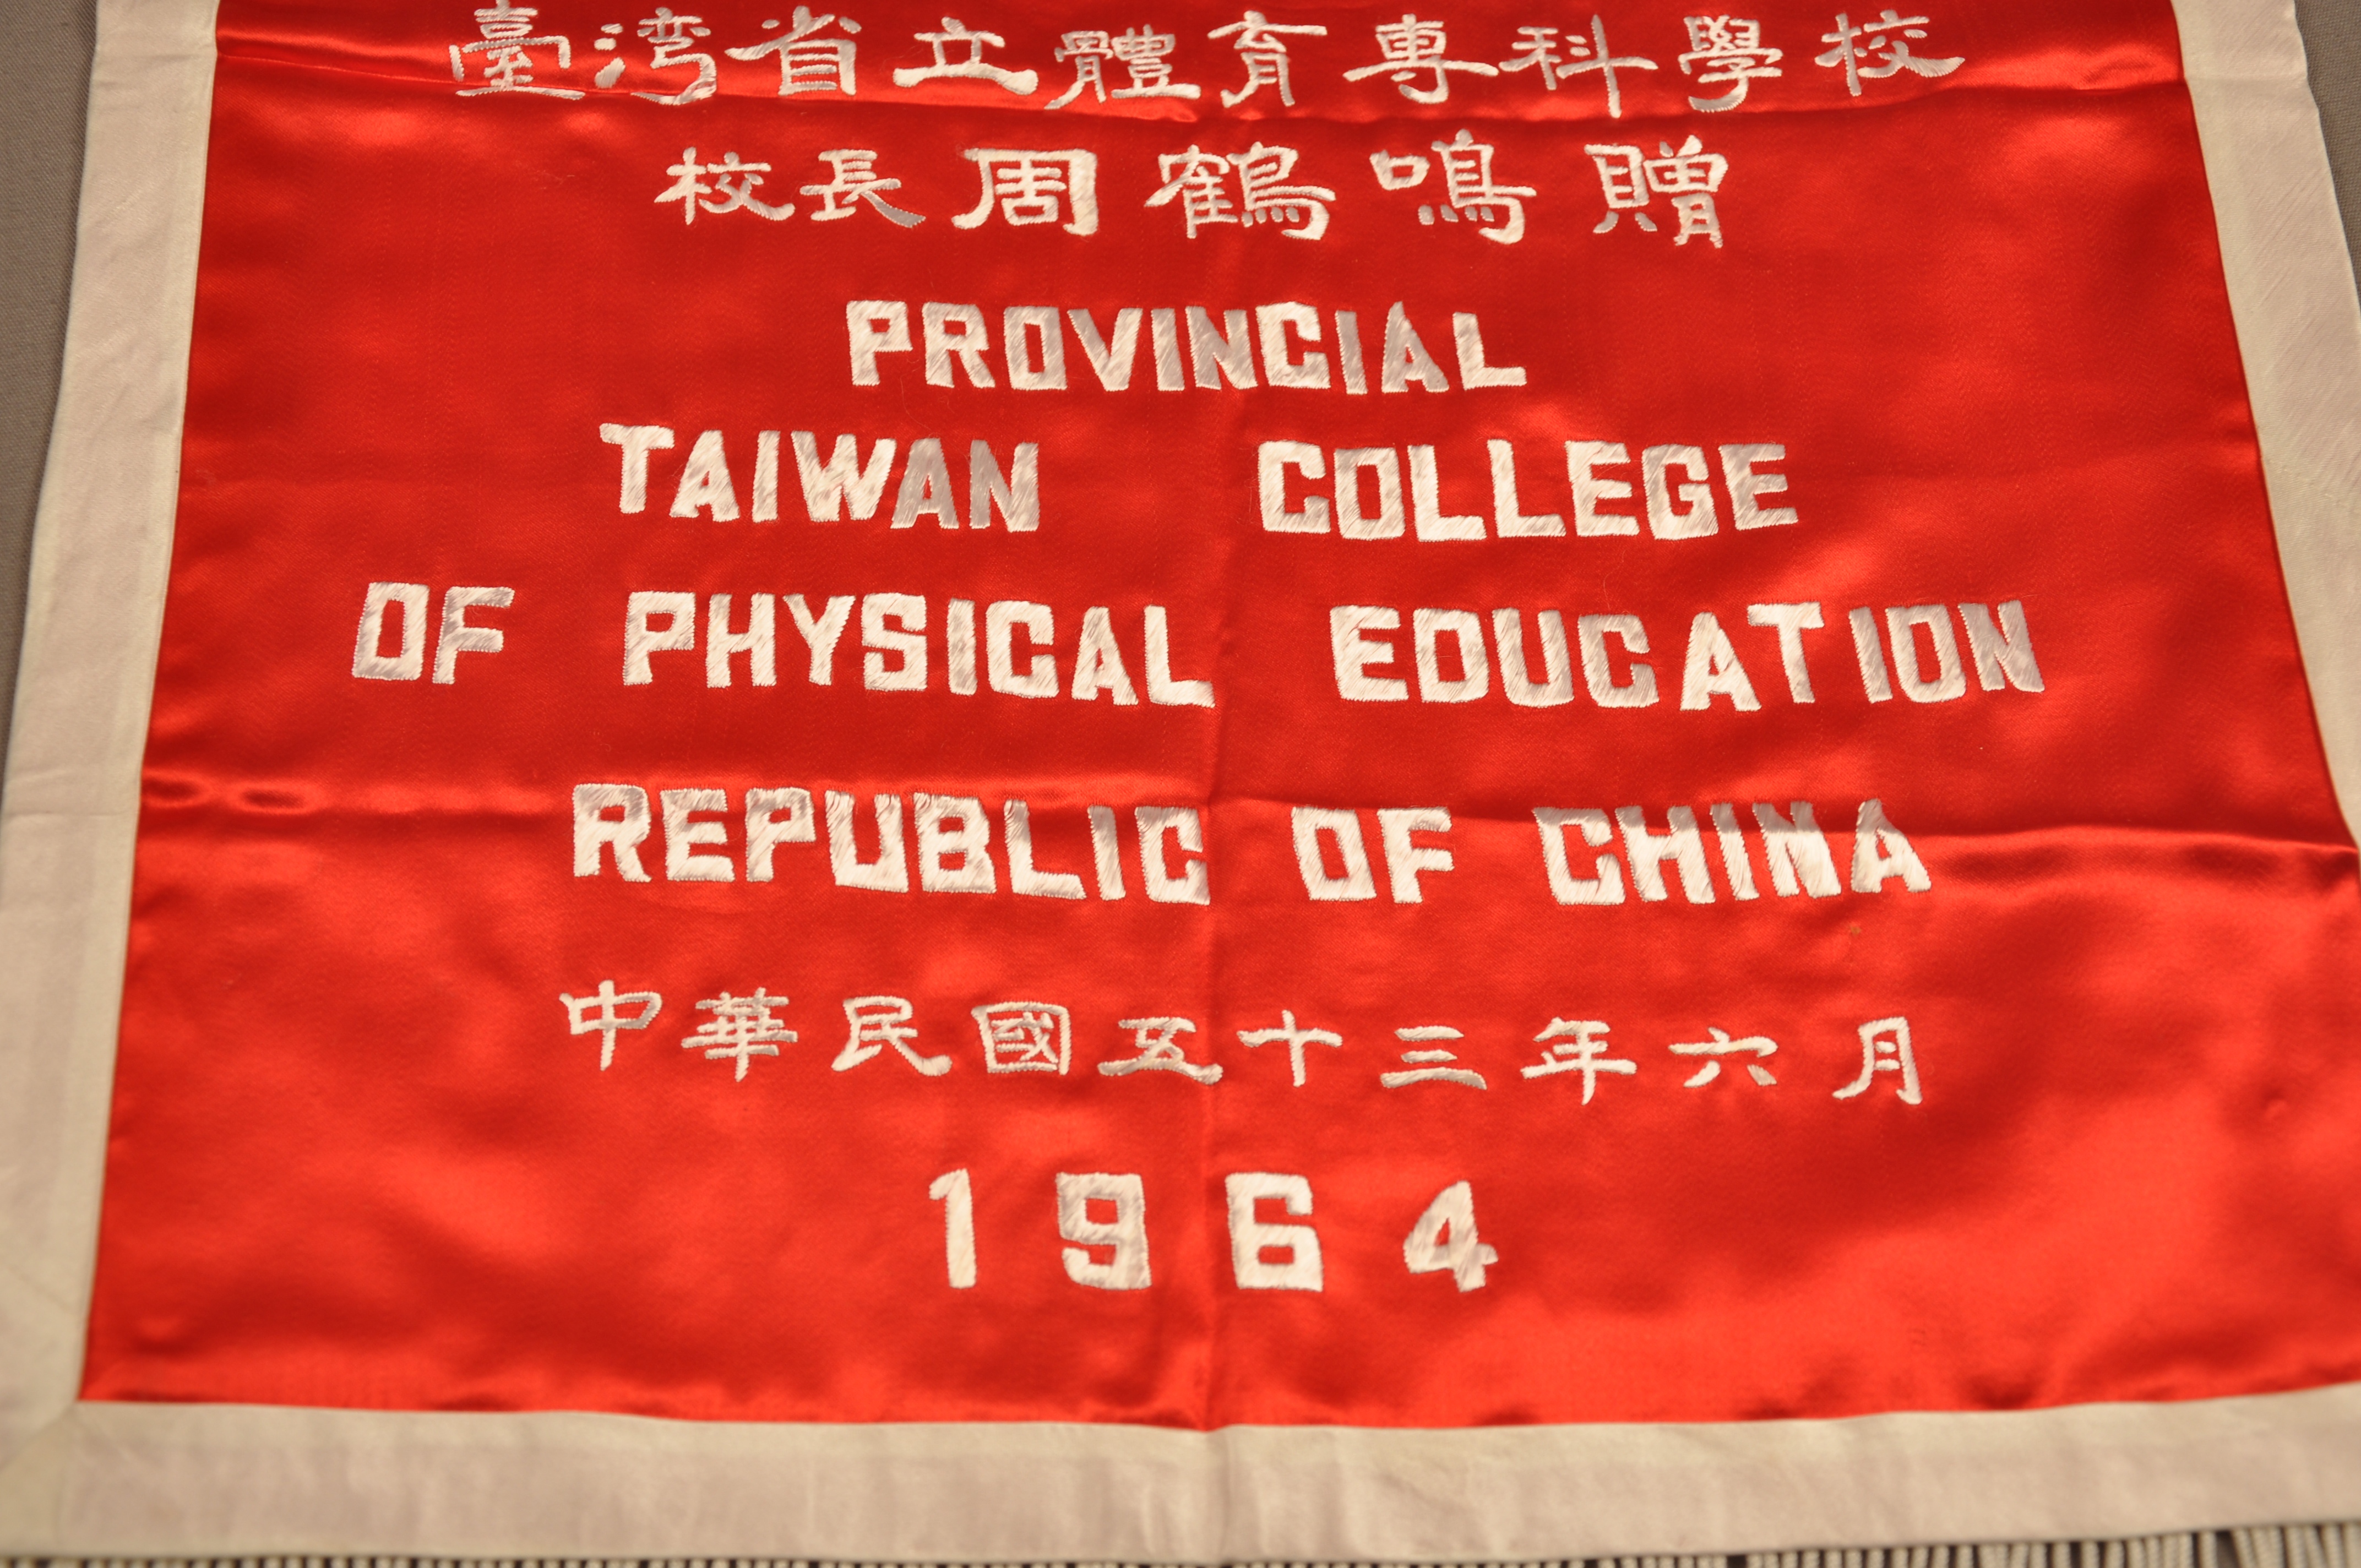 臺湾省立體育專科學校
校長周鶴鳴贈
PROVINCIAL
TAIWAN COLLEGE
OF PHYSICAL EDUCATION
REPUBLIC OF CHINA
中華民國五十三年六月
1964